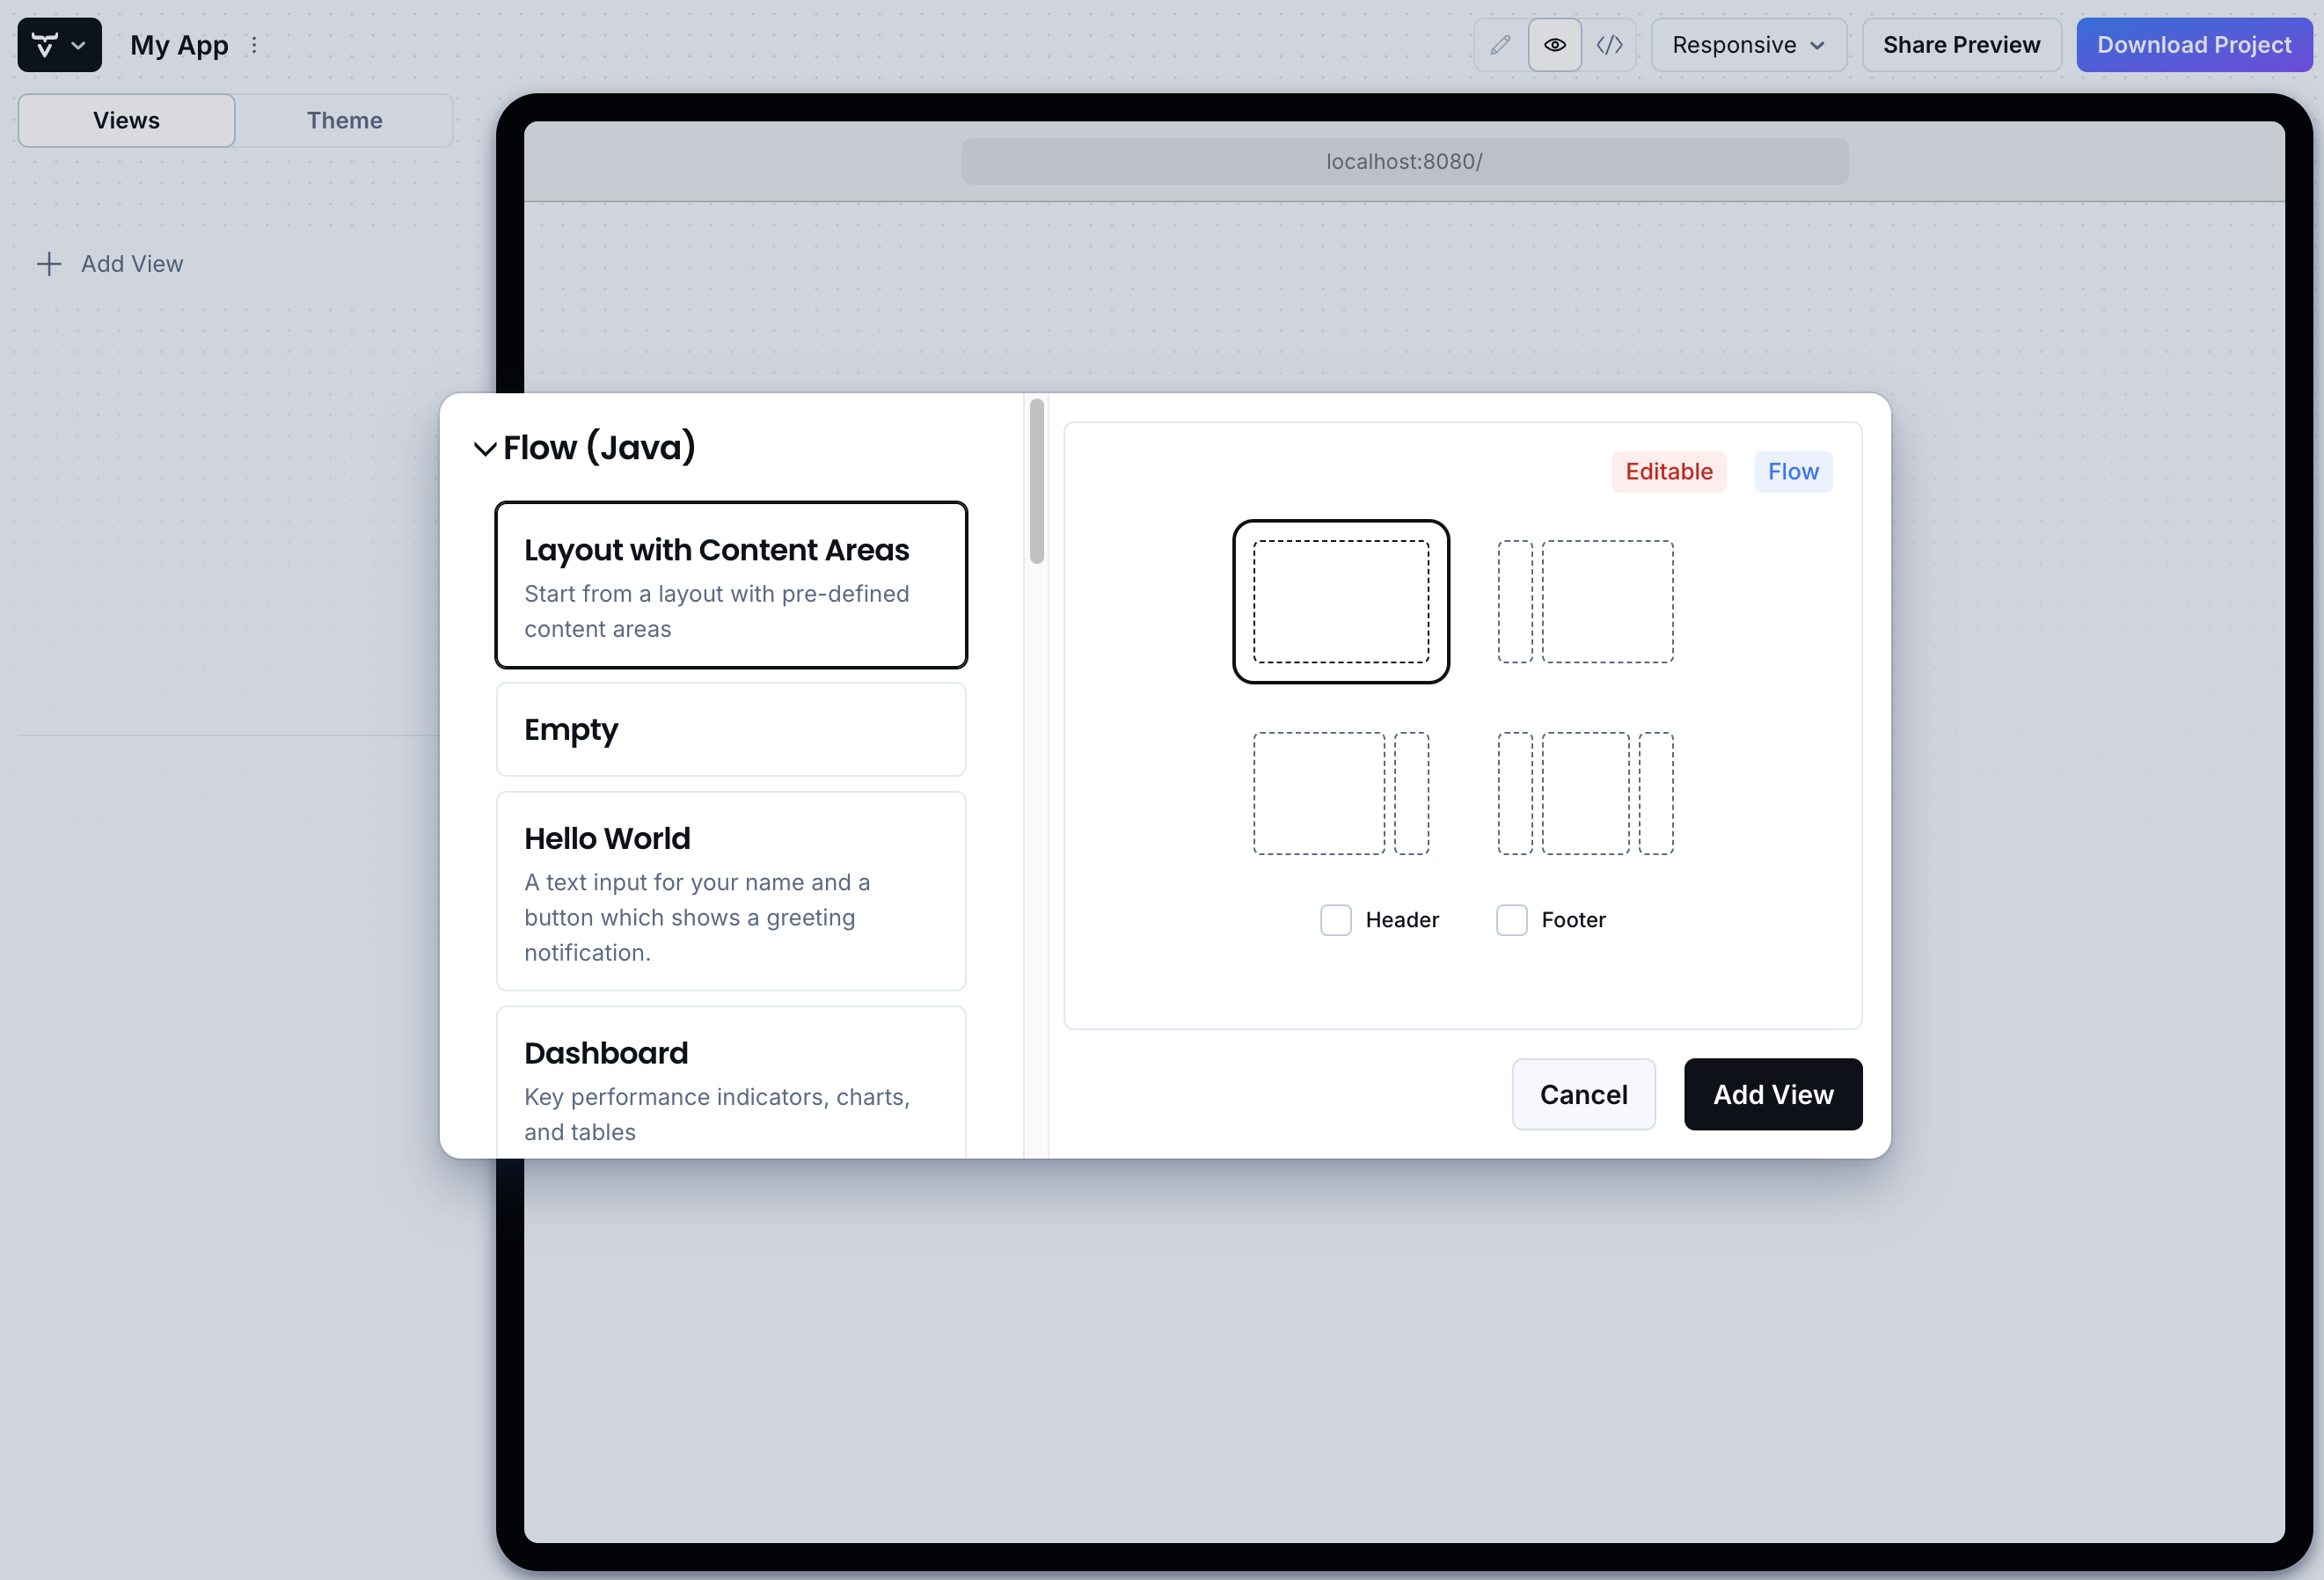 My App
Responsive
Share Preview
Download Project
Views
Theme
localhost:8080/
Add View
Flow (Java)
Layout with Content Areas
Start from a layout with pre-defined
content areas
Empty
Hello World
A text input for your name and a
button which shows a greeting
notification.
Dashboard
Key performance indicators, charts,
and tables
Editable
Flow
Header
Footer
Cancel
Add View